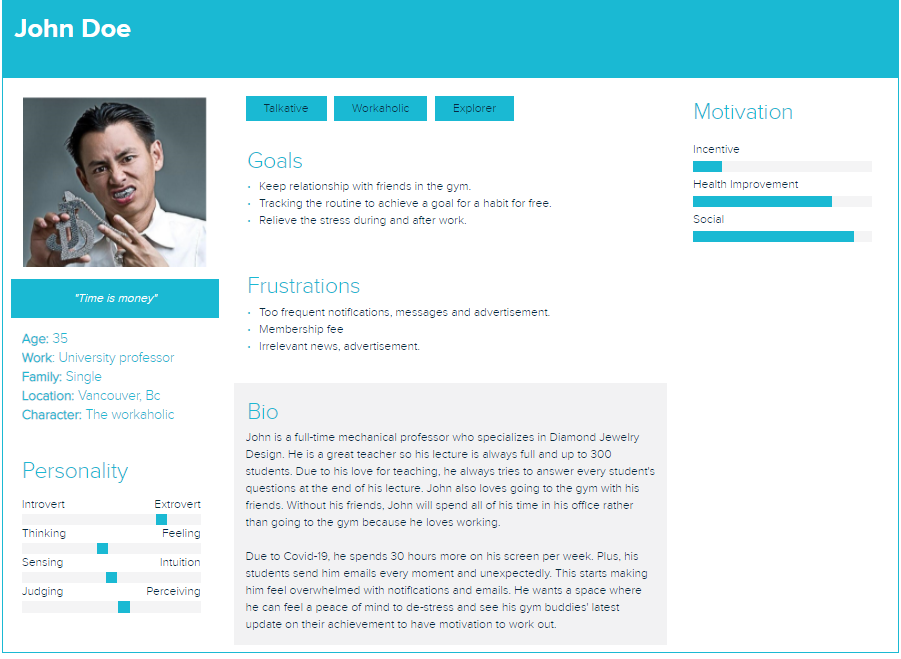 John Doe
"Time is money"
Age: 35
Work: University professor
Family: Single
Location: Vancouver, Bc
Character: The workaholic
Personality
Introvert Extrovert
Thinking Feeling
Sensing Intuition
Judging Perceiving
Talkative Workaholic Explorer
Goals
· Keep relationship with friends in the gym.
· Tracking the routine to achieve a goal for a habit for free.
· Relieve the stress during and after work.
Frustrations
· Too frequent notifications, messages and advertisement.
· Membership fee
· Irrelevant news, advertisement.
Bio
John is a full-time mechanical professor who specializes in Diamond Jewelry
Design. He is a great teacher so his lecture is always full and up to 300
students. Due to his love for teaching, he always tries to answer every student's
questions at the end of his lecture. John also loves going to the gym with his
friends. Without his friends, John will spend all of his time in his office rather
than going to the gym because he loves working.
Due to Covid-19, he spends 30 hours more on his screen per week. Plus, his
students send him emails every moment and unexpectedly. This starts making
him feel overwhelmed with notifications and emails. He wants a space where
he can feel a peace of mind to de-stress and see his gym buddies' latest
update on their achievement to have motivation to work out.
Motivation
Incentive
Health Improvement
Social